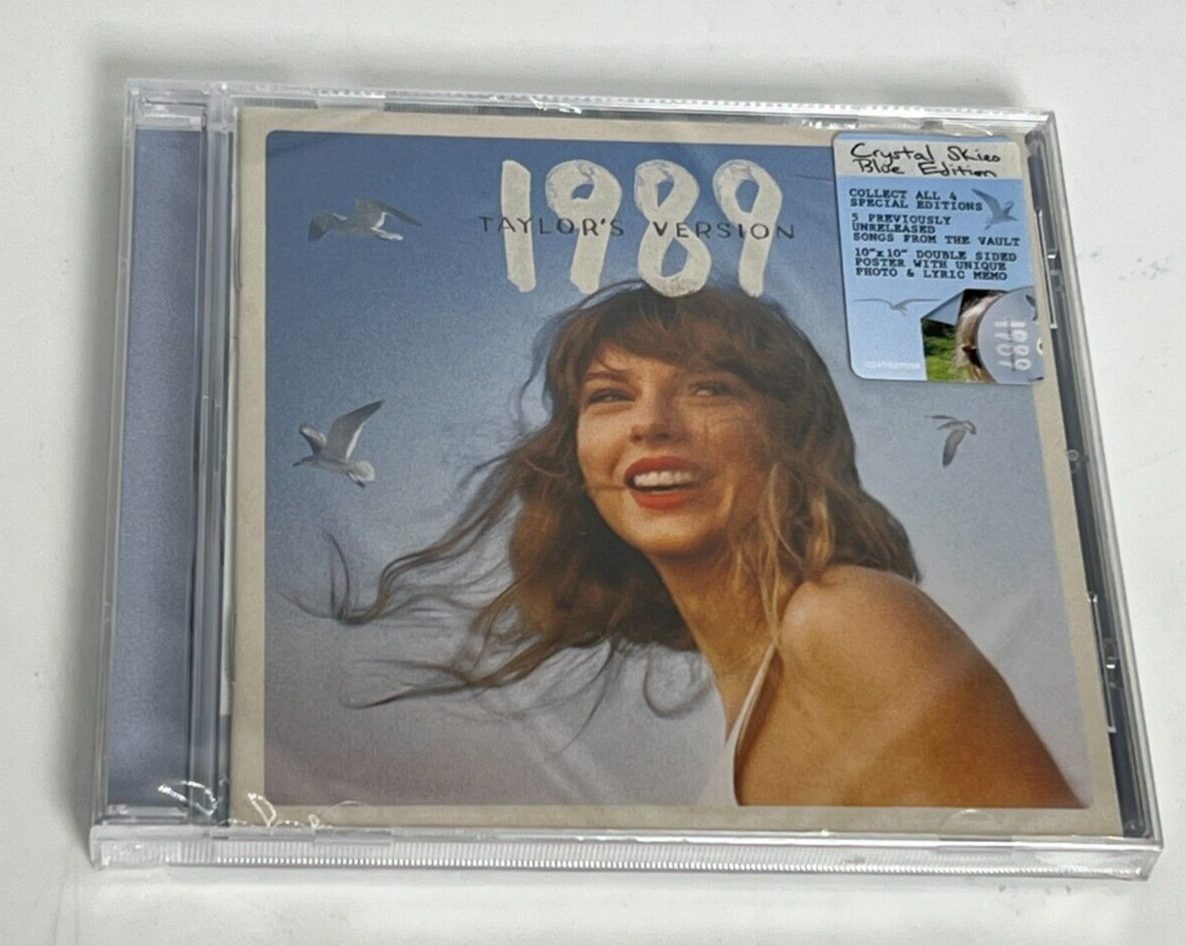 1989
TAYLOR'S VERSION
Crystal Skies
Blue Edition
COLLECT ALL 4
SPECIAL EDITIONS
5 PREVIOUSLY
UNRELEASED
SONGS FROM THE VAULT
10"x10" DOUBLE SIDED
POSTER WITH UNIQUE
PHOTO & LYRIC MEMO
1989